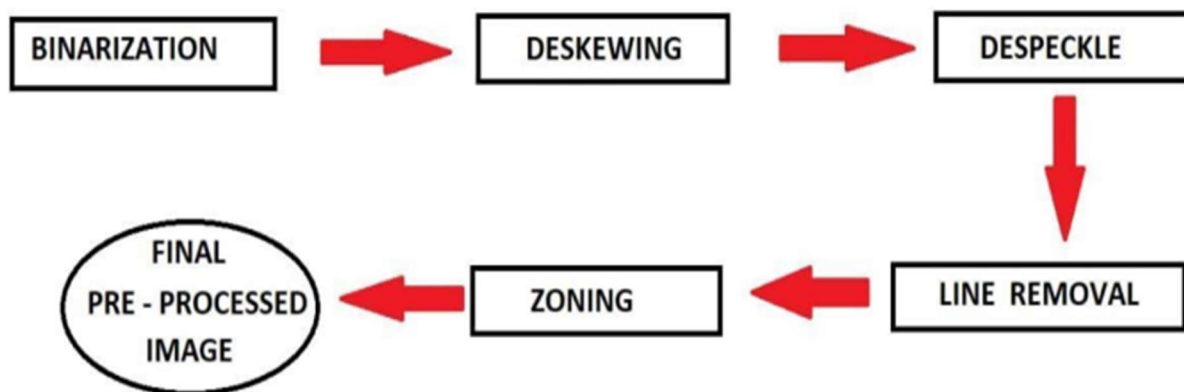 BINARIZATION
DESKEWING
DESPECKLE
LINE REMOVAL
ZONING
FINAL
PRE - PROCESSED
IMAGE